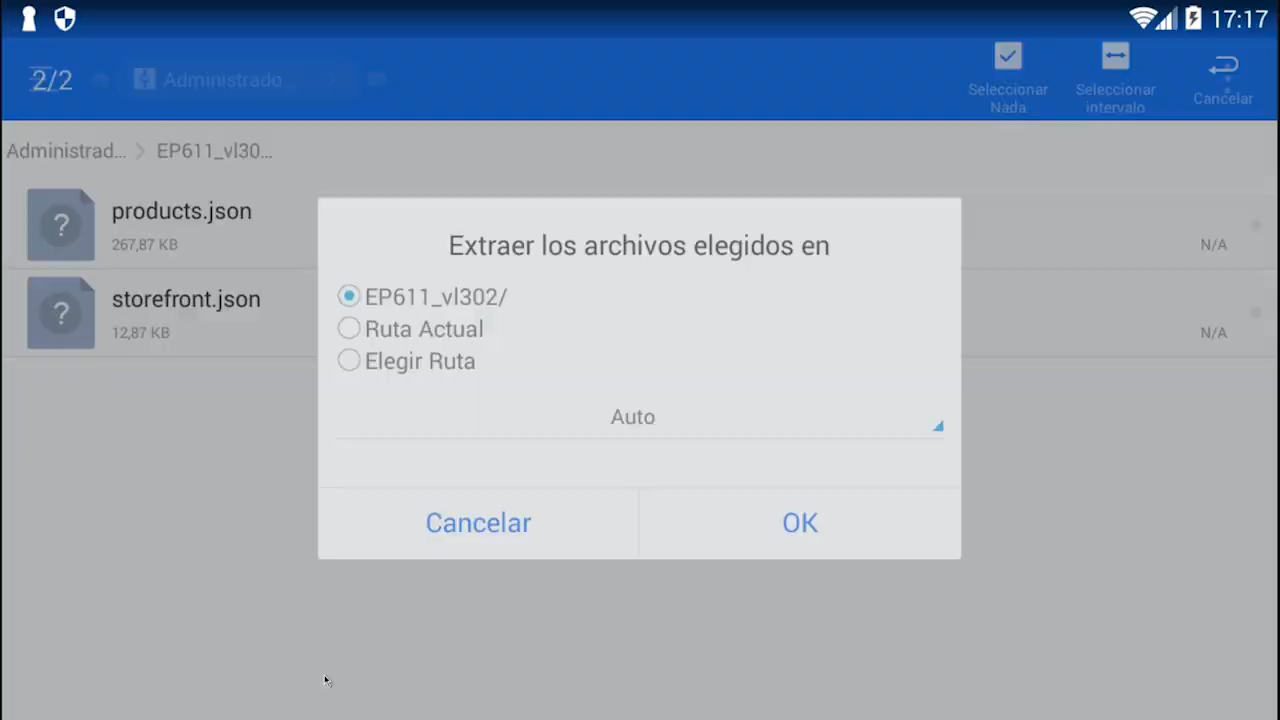 17:17
2/2
Administrado
Seleccionar
Nada
Seleccionar
intervalo
Cancelar
Administrad...
EP611_vl30...
products.json
267,87 KB
N/A
storefront.json
12,87 KB
N/A
Extraer los archivos elegidos en
EP611_vl302/
Ruta Actual
Elegir Ruta
Auto
Cancelar
OK